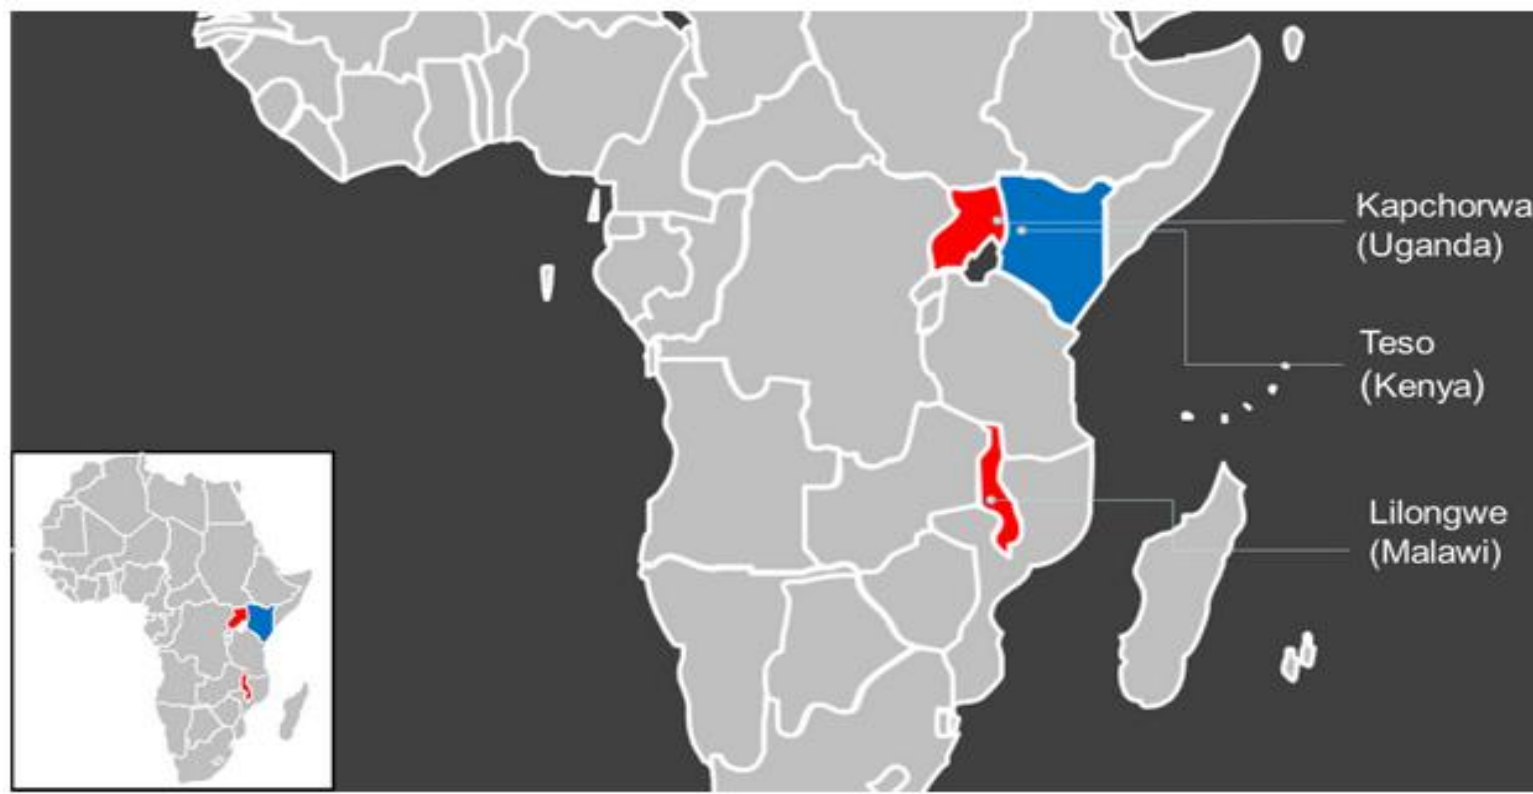 Kapchorwa
(Uganda)
Teso
(Kenya)
Lilongwe
(Malawi)